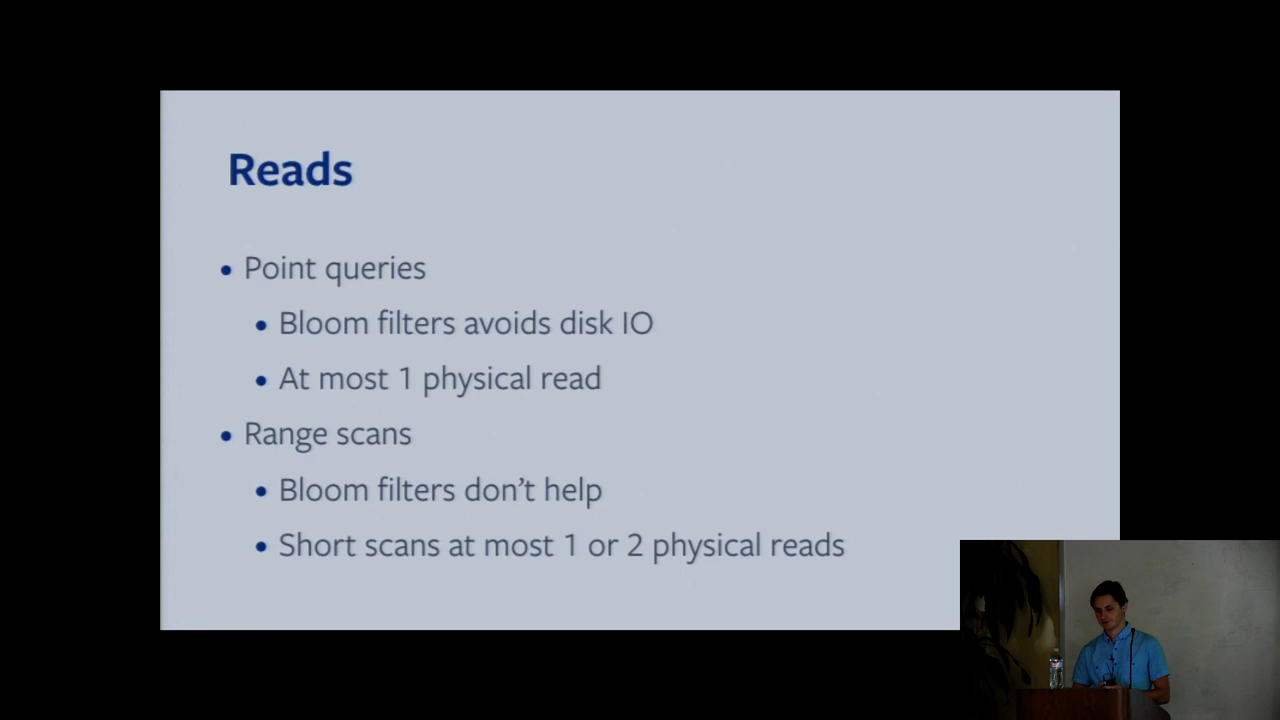 Reads
• Point queries
• Bloom filters avoids disk IO
• At most 1 physical read
• Range scans
• Bloom filters don’t help
• Short scans at most 1 or 2 physical reads